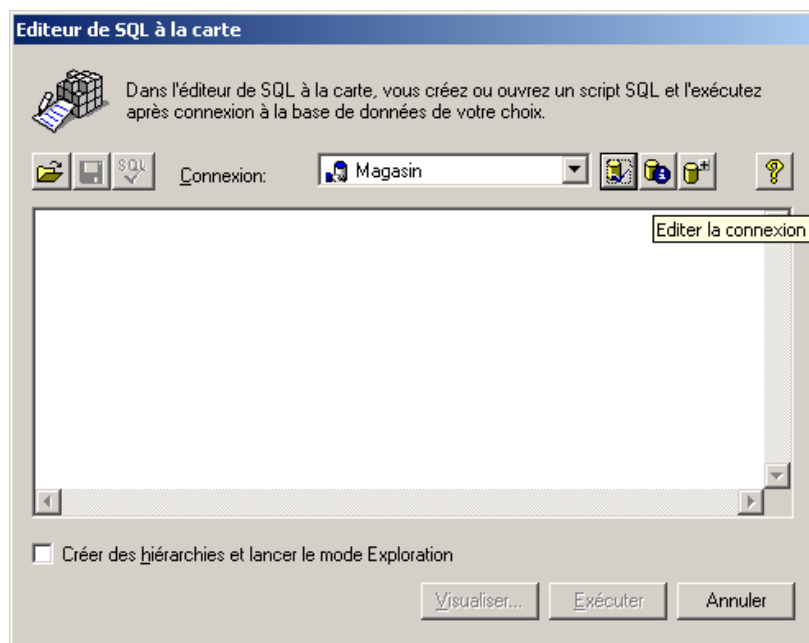 Editeur de SQL à la carte
Dans l'éditeur de SQL à la carte, vous créez ou ouvrez un script SQL et l'exécutez
après connexion à la base de données de votre choix.
SQL Connexion: Magasin
Editer la connexion
Créer des hiérarchies et lancer le mode Exploration
Visualiser... Exécuter Annuler